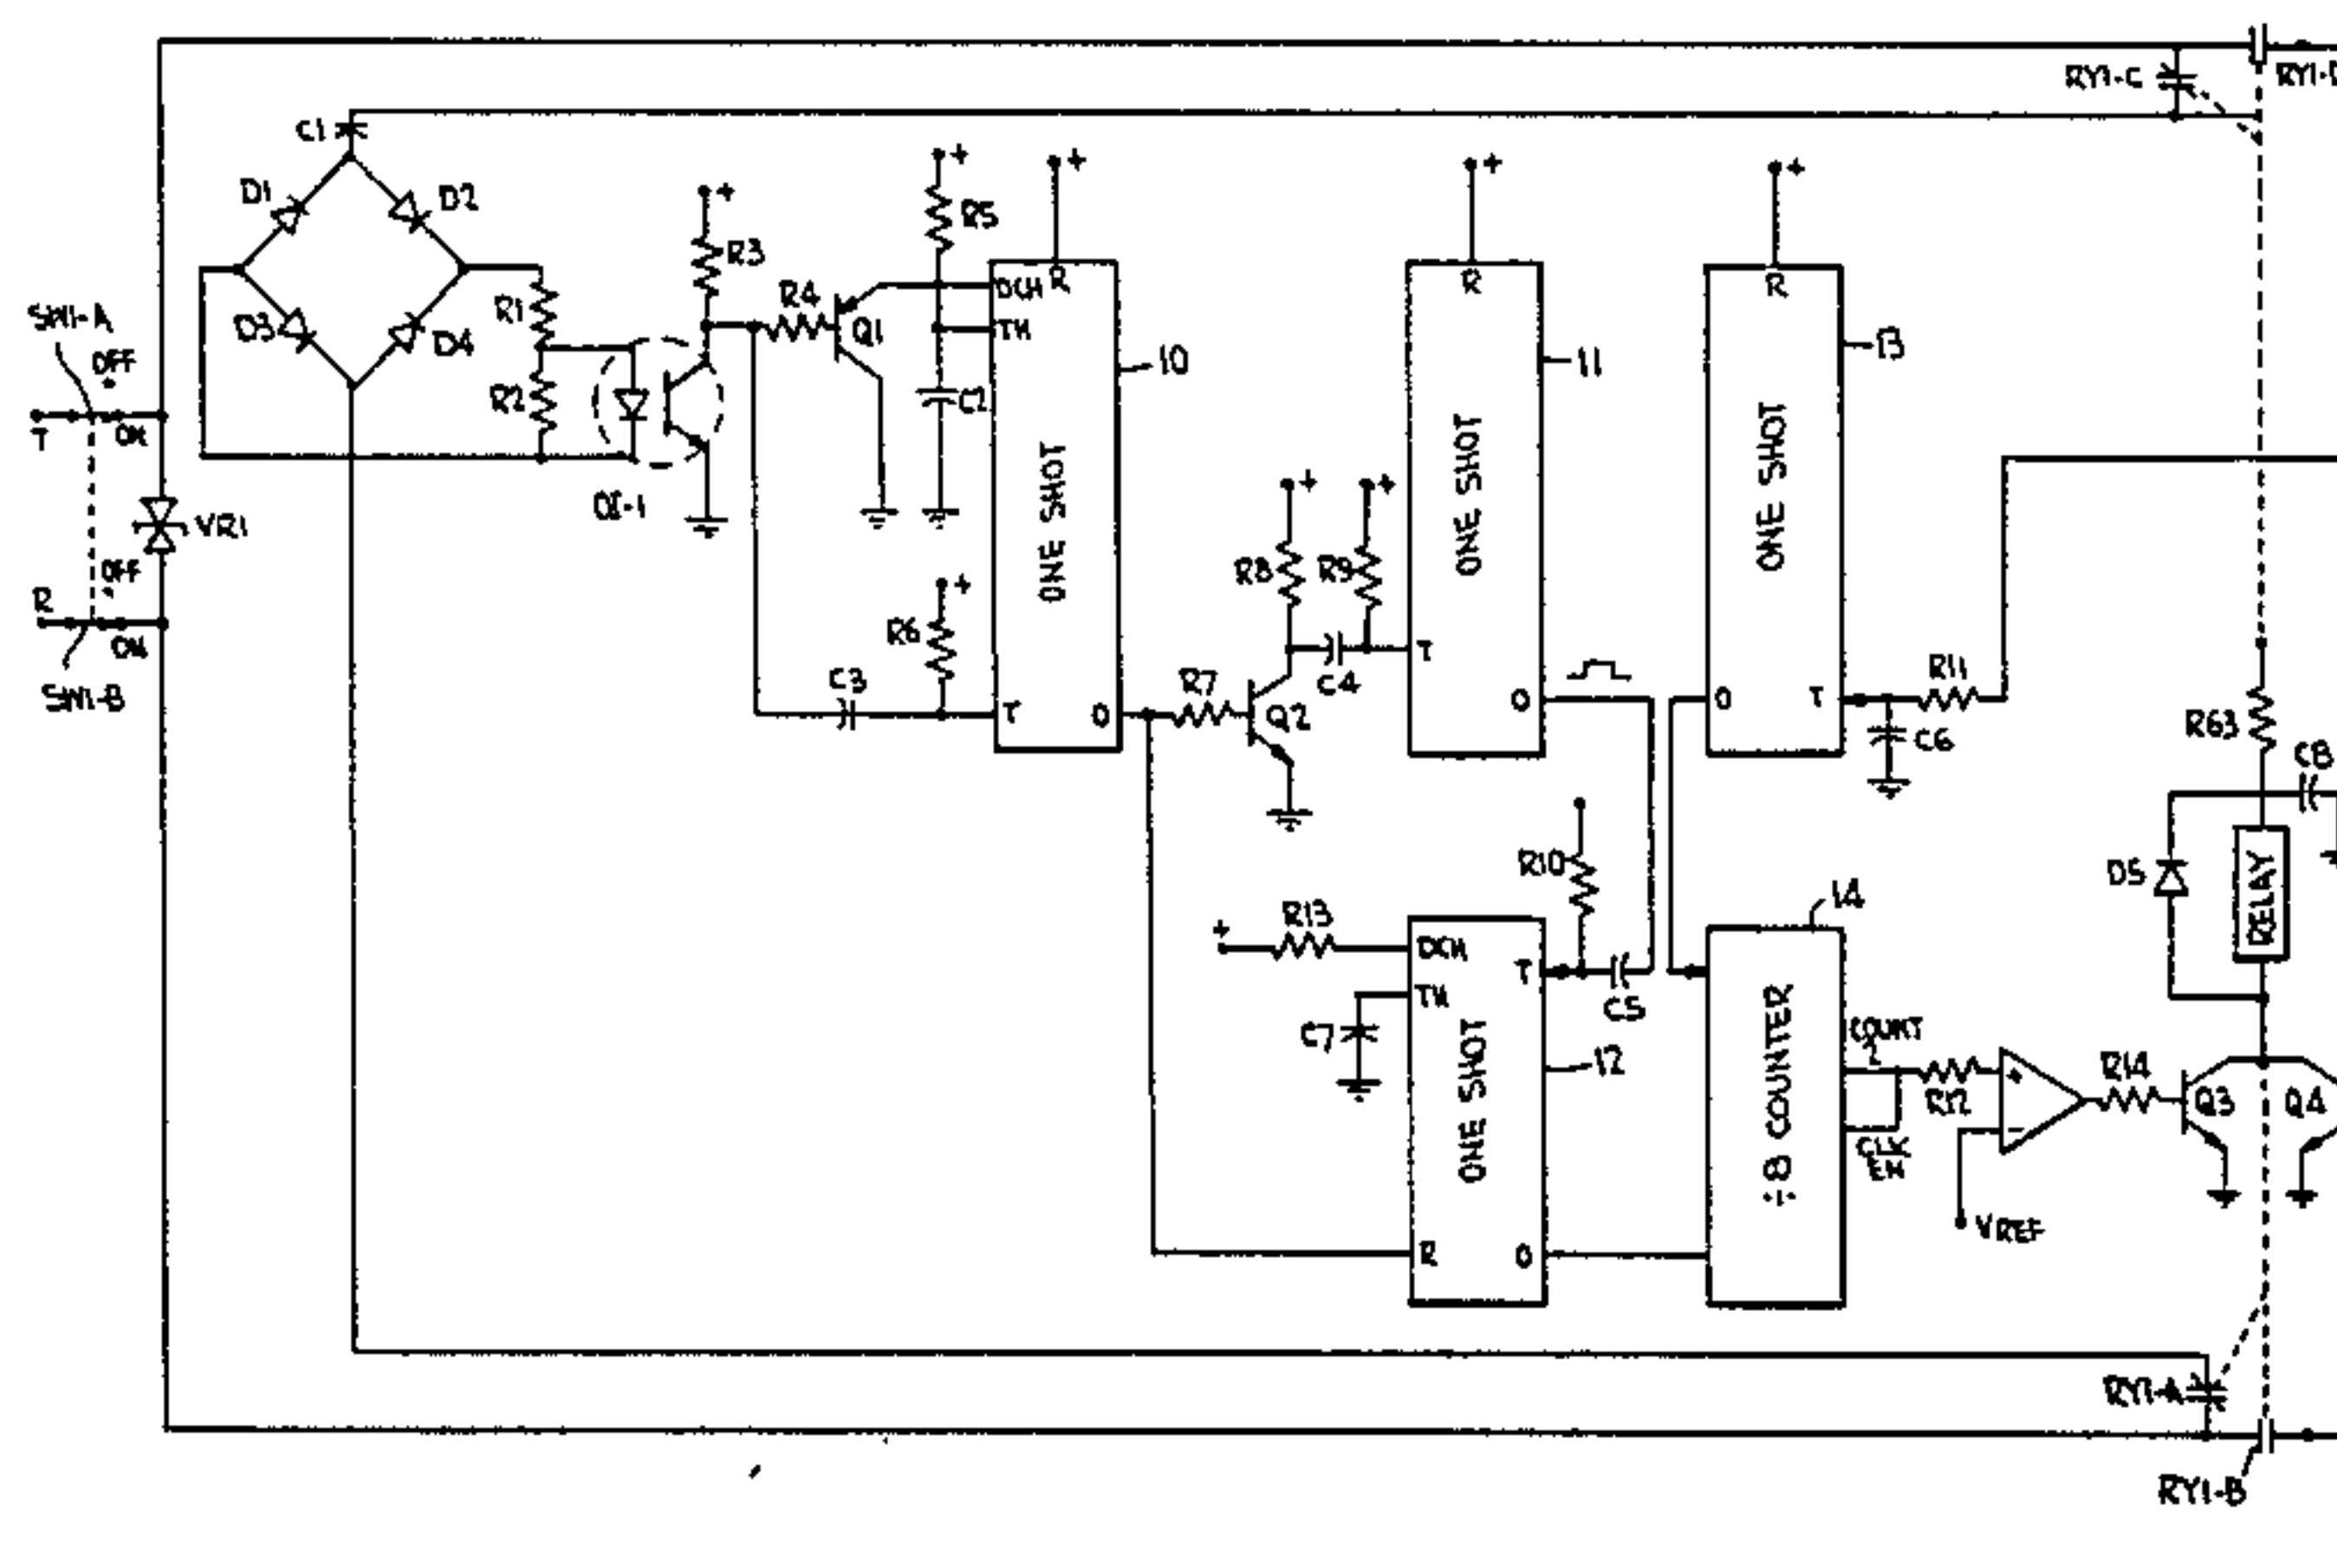 RY1-C
C1
D1
D2
D3
D4
SW1-A
OFF
T
ON
VR1
OFF
R
ON
SW1-B
R1
R2
OI-1
+
R3
R4
Q1
+
R5
C2
+
R
DCH
TH
ONE SHOT
10
+
R6
C3
T
O
R7
Q2
+
R8
+
R9
C4
+
R
ONE SHOT
11
T
O
+
R
ONE SHOT
13
O
T
R11
C6
R10
C5
+
R13
C7
DCH
TH
T
ONE SHOT
12
R
O
14
÷8 COUNTER
COUNT
CLK
EN
R12
+
−
VREF
R14
Q3
Q4
R63
C8
D5
RELAY
RY1-A
RY1-B